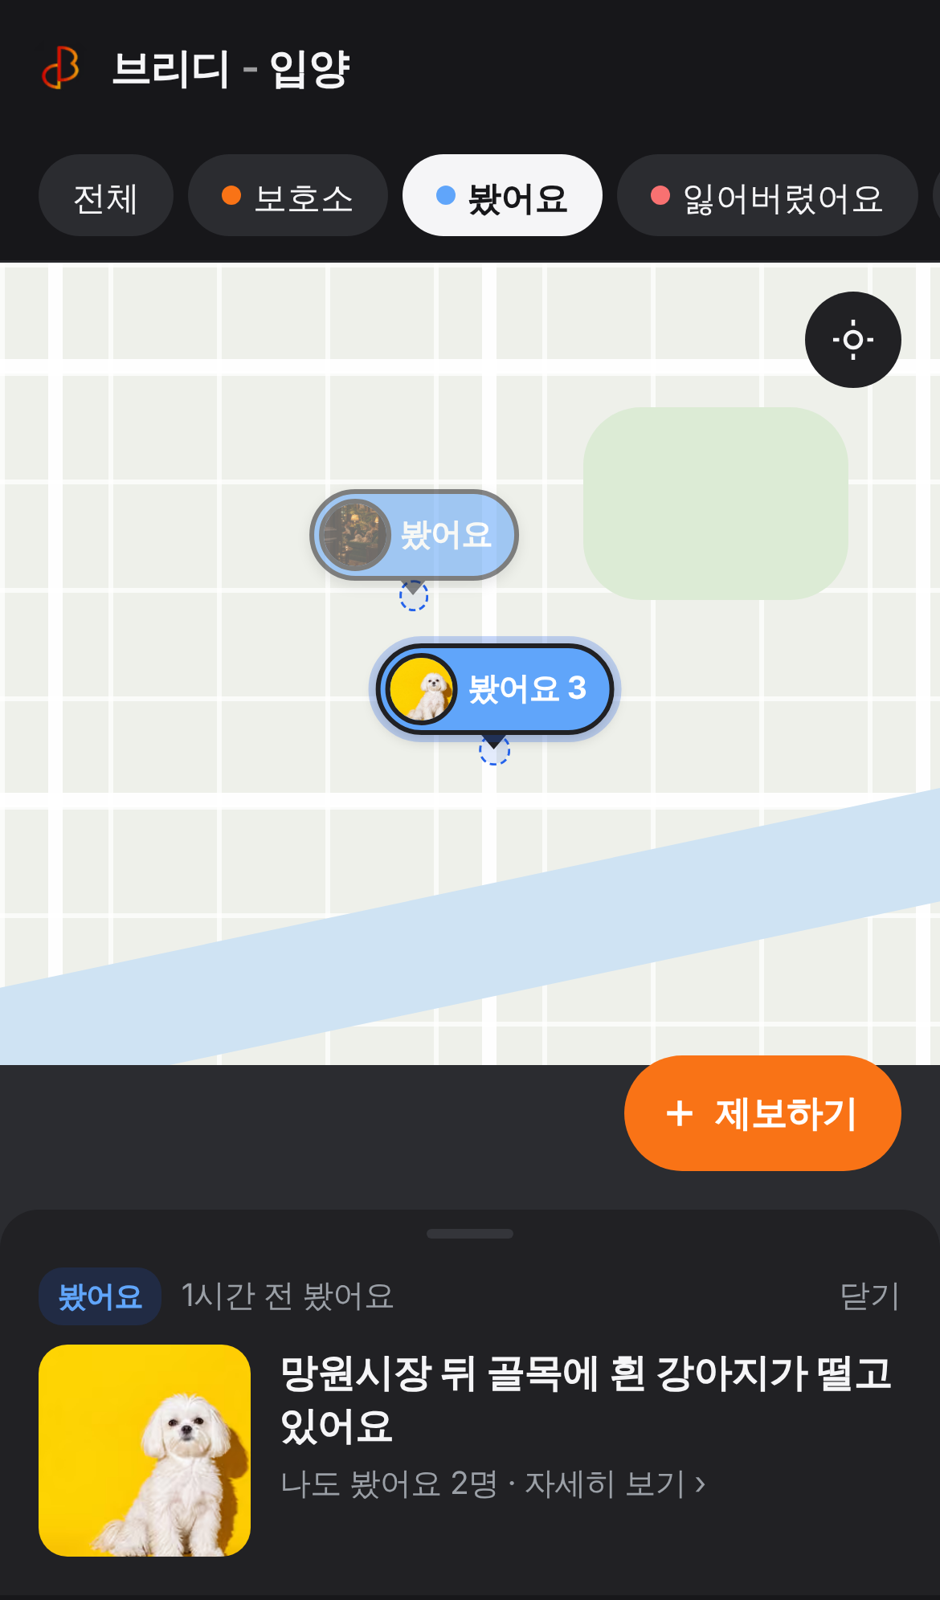 브리디 - 입양
전체
보호소
봤어요
잃어버렸어요
봤어요
봤어요 3
+ 제보하기
봤어요 1시간 전 봤어요 닫기
망원시장 뒤 골목에 흰 강아지가 떨고
있어요
나도 봤어요 2명 · 자세히 보기 ›